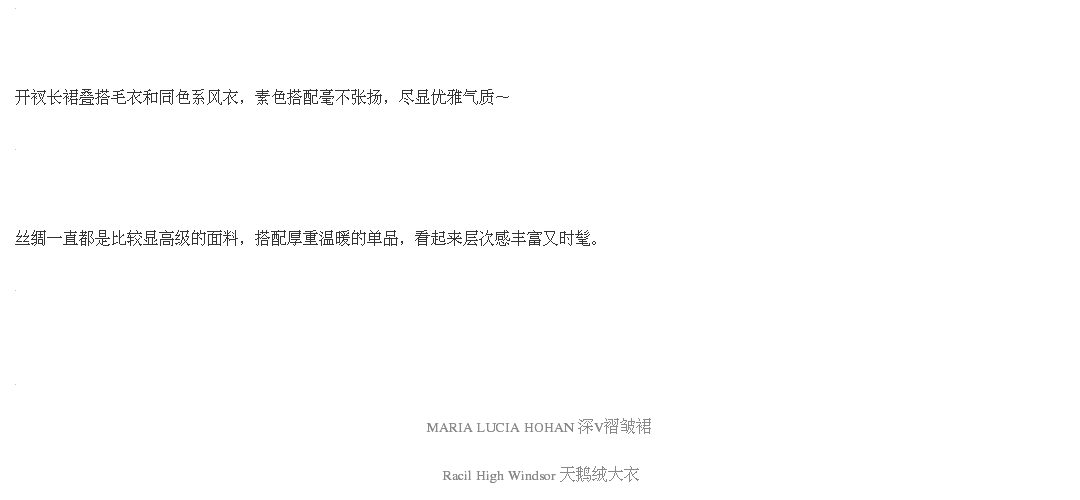 开衩长裙叠搭毛衣和同色系风衣，素色搭配毫不张扬，尽显优雅气质～
丝绸一直都是比较显高级的面料，搭配厚重温暖的单品，看起来层次感丰富又时髦。
MARIA LUCIA HOHAN 深V褶皱裙
Racil High Windsor 天鹅绒大衣